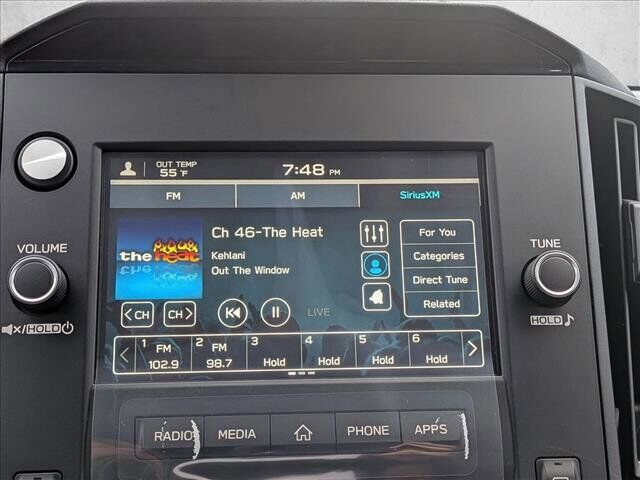 OUT TEMP
55 °F
7:48 PM
FM
AM
SiriusXM
the heat
Ch 46-The Heat
Kehlani
Out The Window
For You
Categories
Direct Tune
Related
VOLUME
HOLD
TUNE
HOLD
CH
CH
LIVE
1 FM 102.9
2 FM 98.7
3 Hold
4 Hold
5 Hold
6 Hold
RADIO
MEDIA
PHONE
APPS